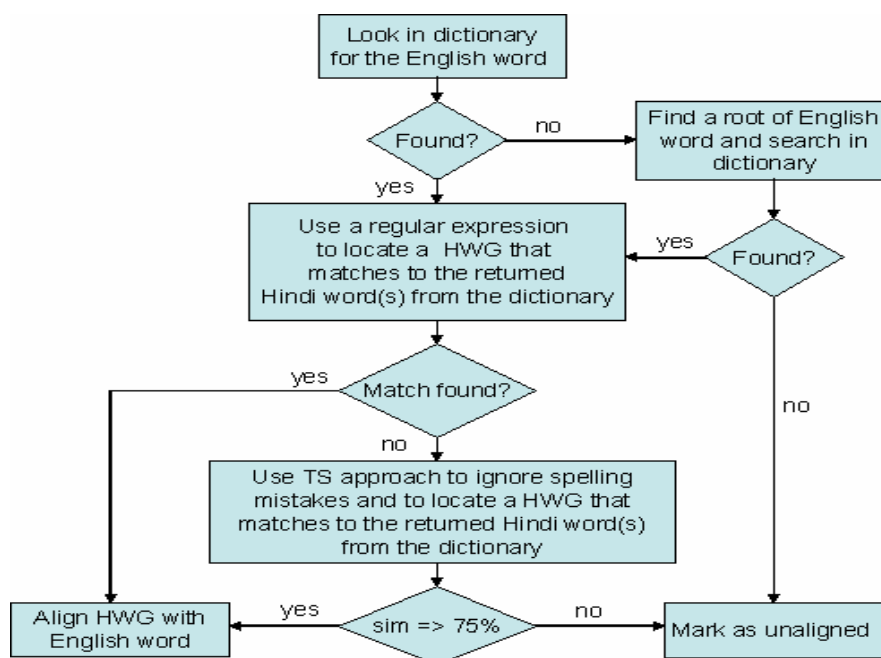 Look in dictionary
for the English word
Found?
no
Find a root of English
word and search in
dictionary
yes
Use a regular expression
to locate a HWG that
matches to the returned
Hindi word(s) from the dictionary
yes
Found?
yes
Match found?
no
no
Use TS approach to ignore spelling
mistakes and to locate a HWG that
matches to the returned Hindi word(s)
from the dictionary
Align HWG with
English word
yes
sim => 75%
no
Mark as unaligned